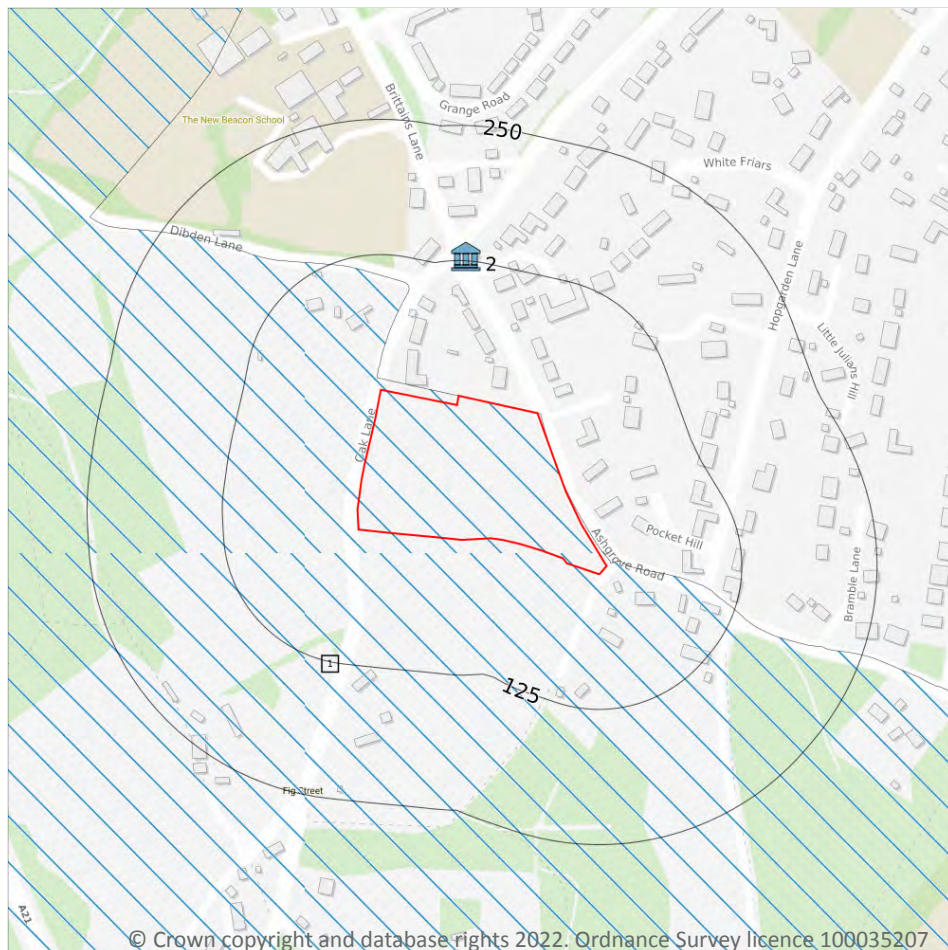 The New Beacon School
Brittains Lane
Grange Road
250
White Friars
Dibden Lane
2
Hopgarden Lane
Little Julians Hill
Oak Lane
Ashgrove Road
Pocket Hill
Bramble Lane
1
125
Fig Street
A21
© Crown copyright and database rights 2022. Ordnance Survey licence 100035207